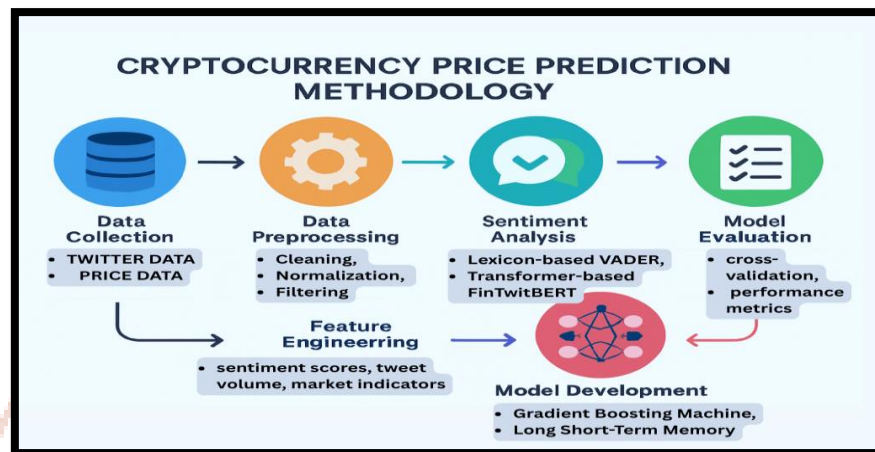 CRYPTOCURRENCY PRICE PREDICTION
METHODOLOGY
Data
Collection
• TWITTER DATA
• PRICE DATA
Data
Preprocessing
• Cleaning,
• Normalization,
• Filtering
Sentiment
Analysis
• Lexicon-based VADER,
• Transformer-based
FinTwitBERT
Model
Evaluation
• cross-
validation,
• performance
metrics
Feature
Engineerring
• sentiment scores, tweet
volume, market indicators
Model Development
• Gradient Boosting Machine,
• Long Short-Term Memory